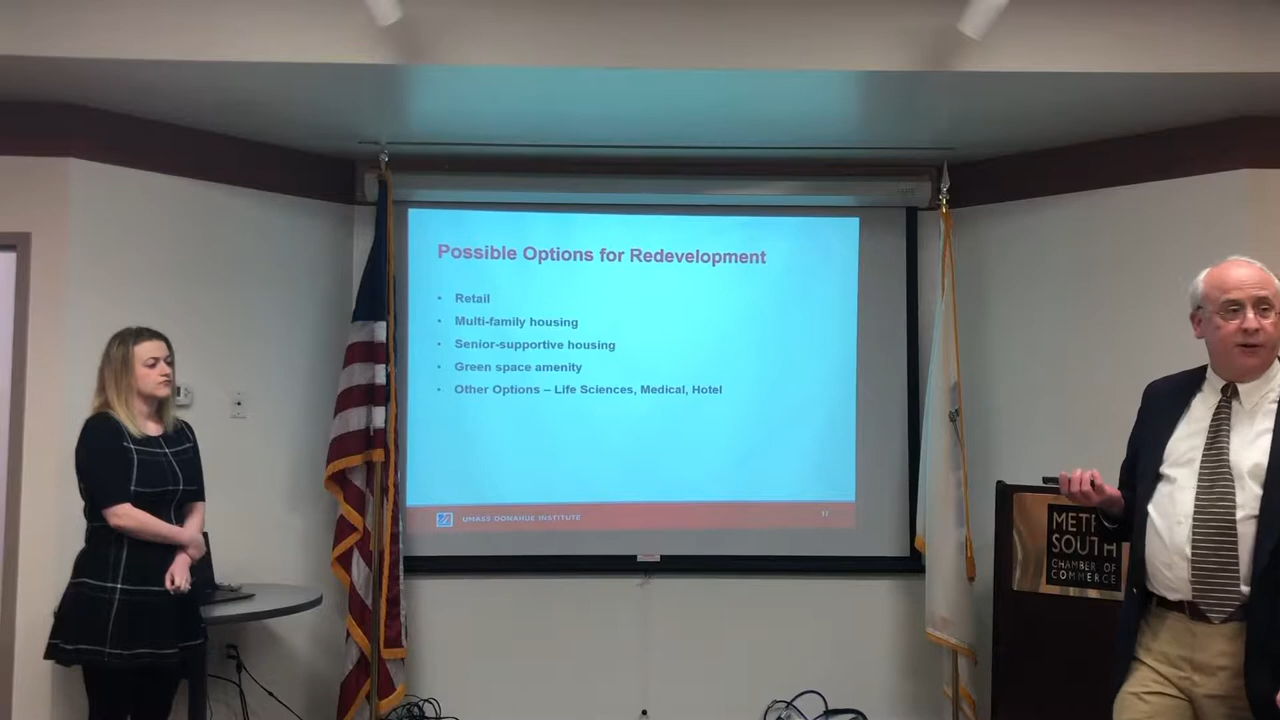 Possible Options for Redevelopment
• Retail
• Multi-family housing
• Senior-supportive housing
• Green space amenity
• Other Options – Life Sciences, Medical, Hotel
UMASS DONAHUE INSTITUTE
SOUTH
CHAMBER OF
COMMERCE